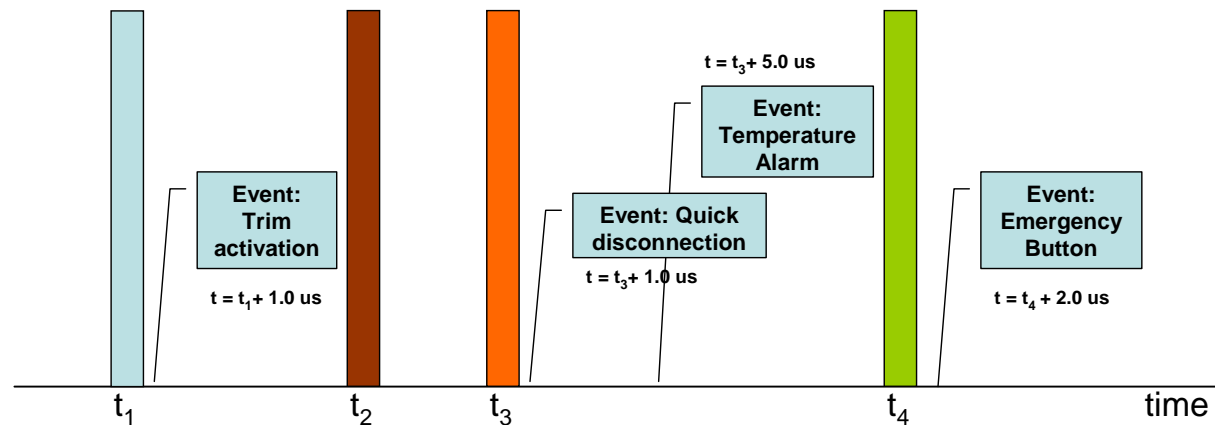 t = t3+ 5.0 us
Event:
Temperature
Alarm
Event:
Trim
activation
Event: Quick
disconnection
Event:
Emergency
Button
t = t1+ 1.0 us
t = t3+ 1.0 us
t = t4 + 2.0 us
t1
t2
t3
t4
time